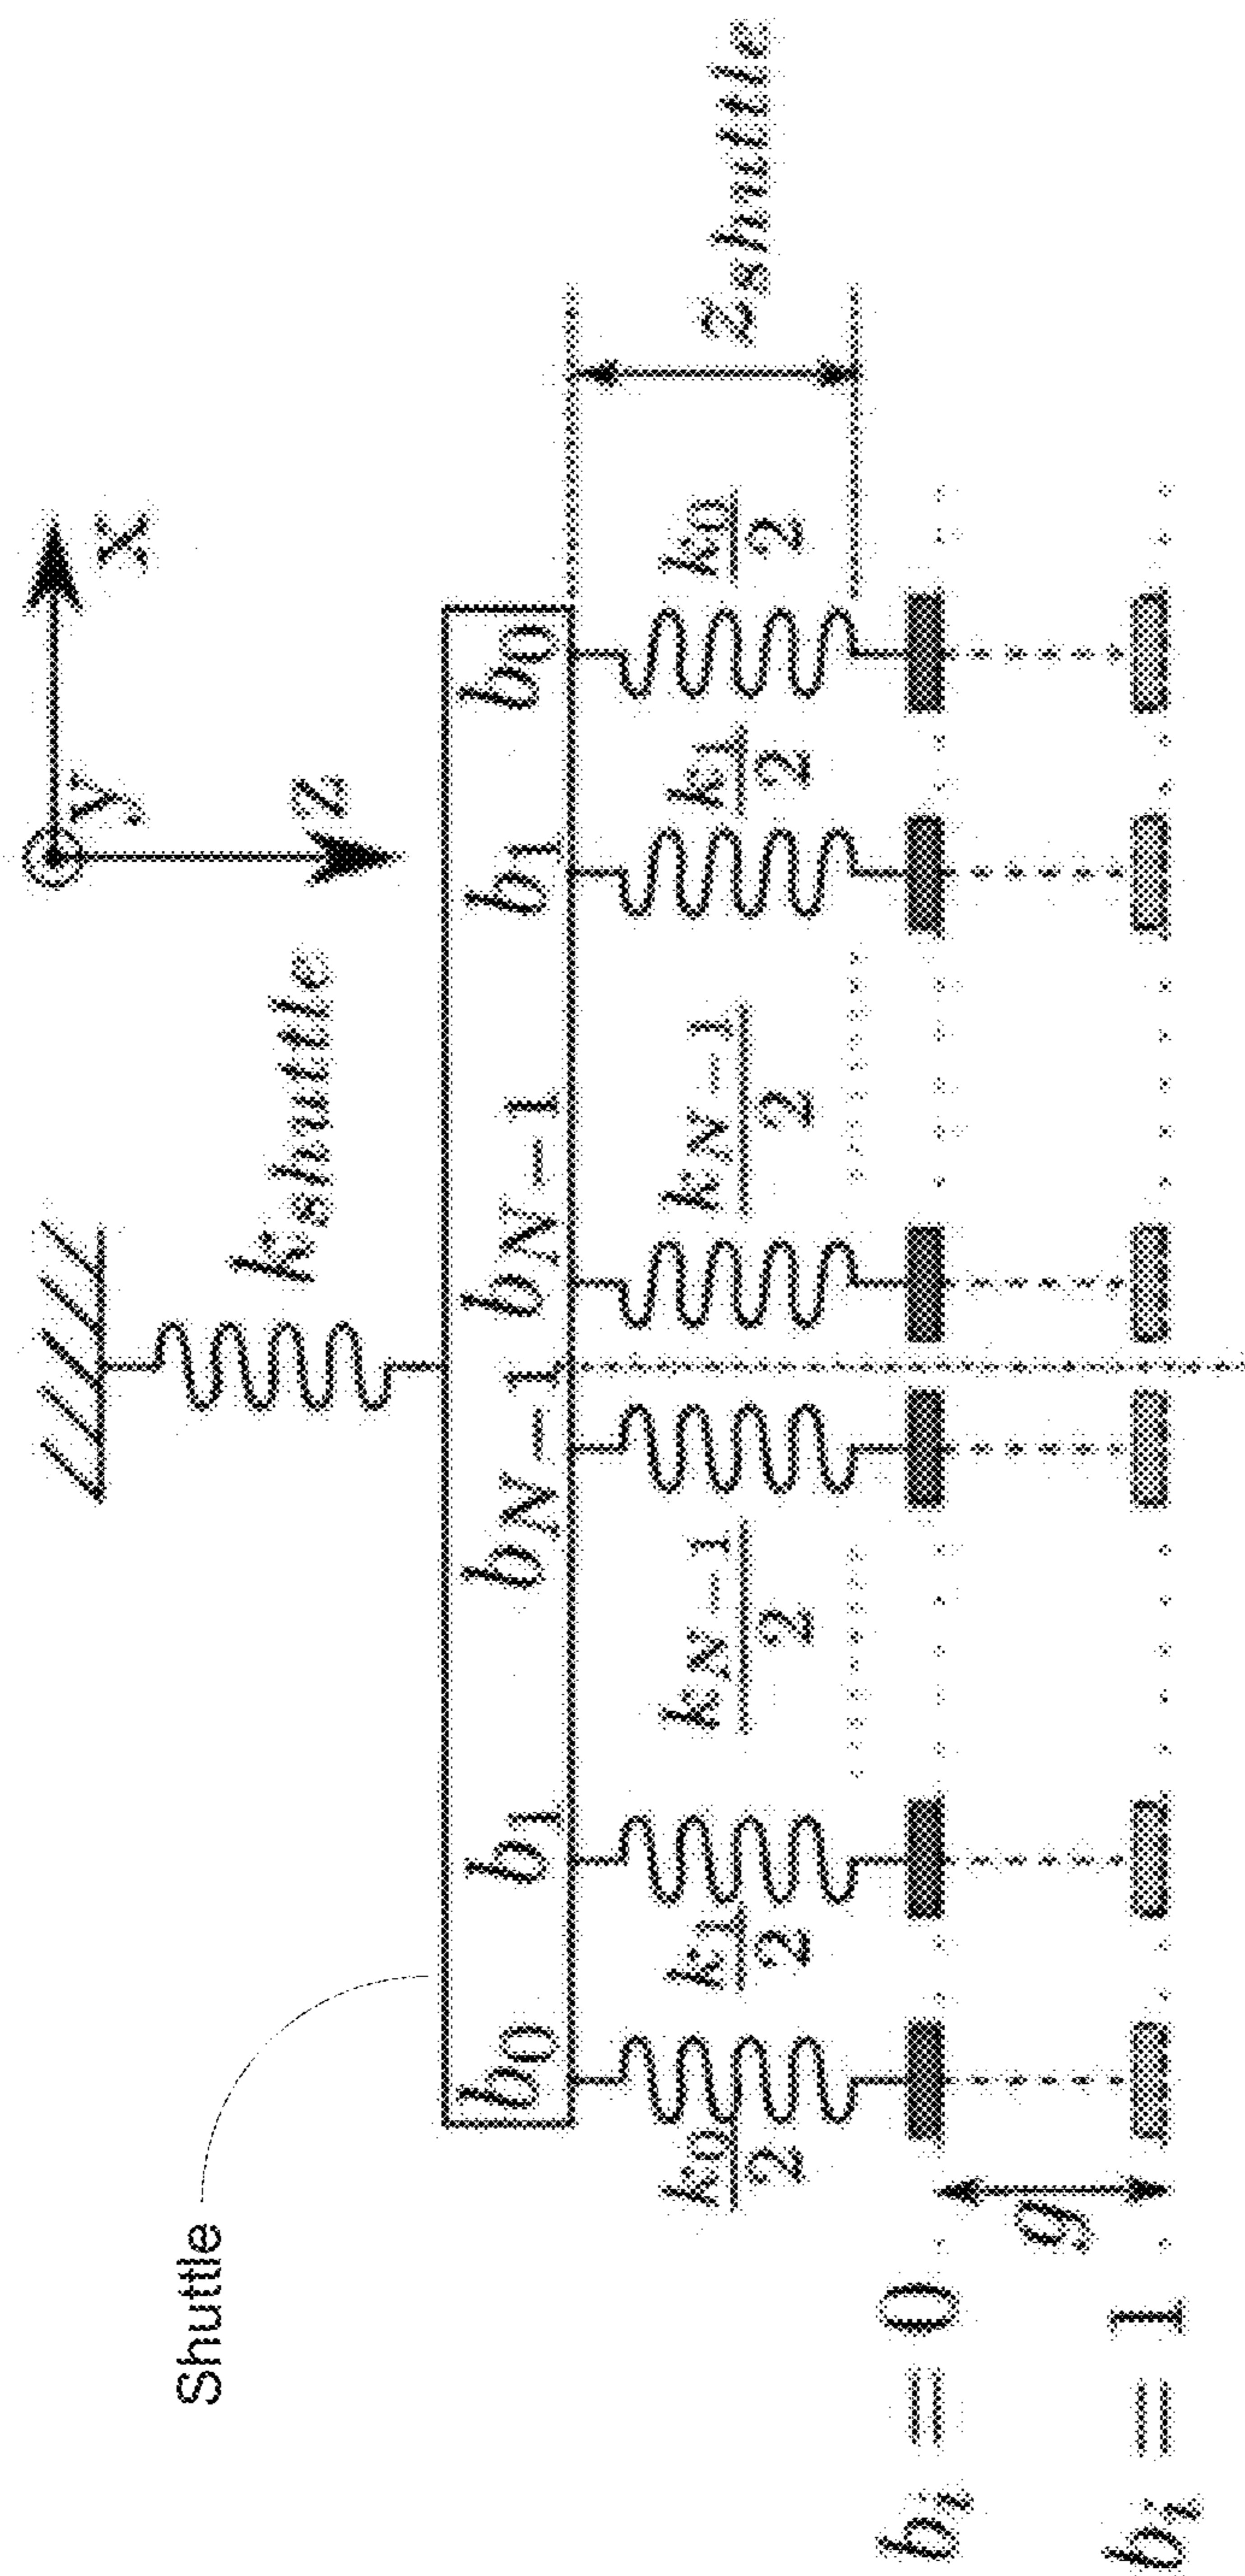 y x
Shuttle
k_shuttle z
b_0 b_1 b_{N-1} b_{N-1} b_1 b_0
k_0/2 k_1/2 k_{N-1}/2 k_{N-1}/2 k_1/2 k_0/2 z_shuttle
b_i = 0
g
b_i = 1